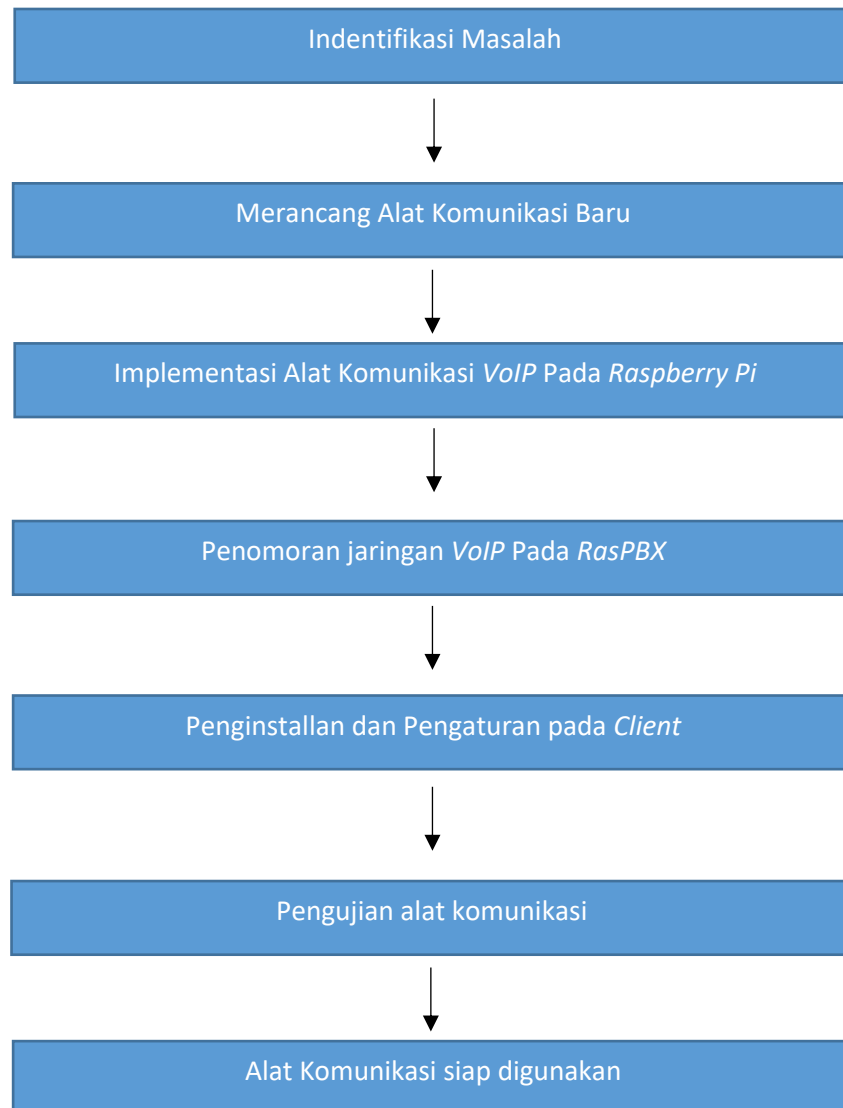 Indentifikasi Masalah
Merancang Alat Komunikasi Baru
Implementasi Alat Komunikasi VoIP Pada Raspberry Pi
Penomoran jaringan VoIP Pada RasPBX
Penginstallan dan Pengaturan pada Client
Pengujian alat komunikasi
Alat Komunikasi siap digunakan